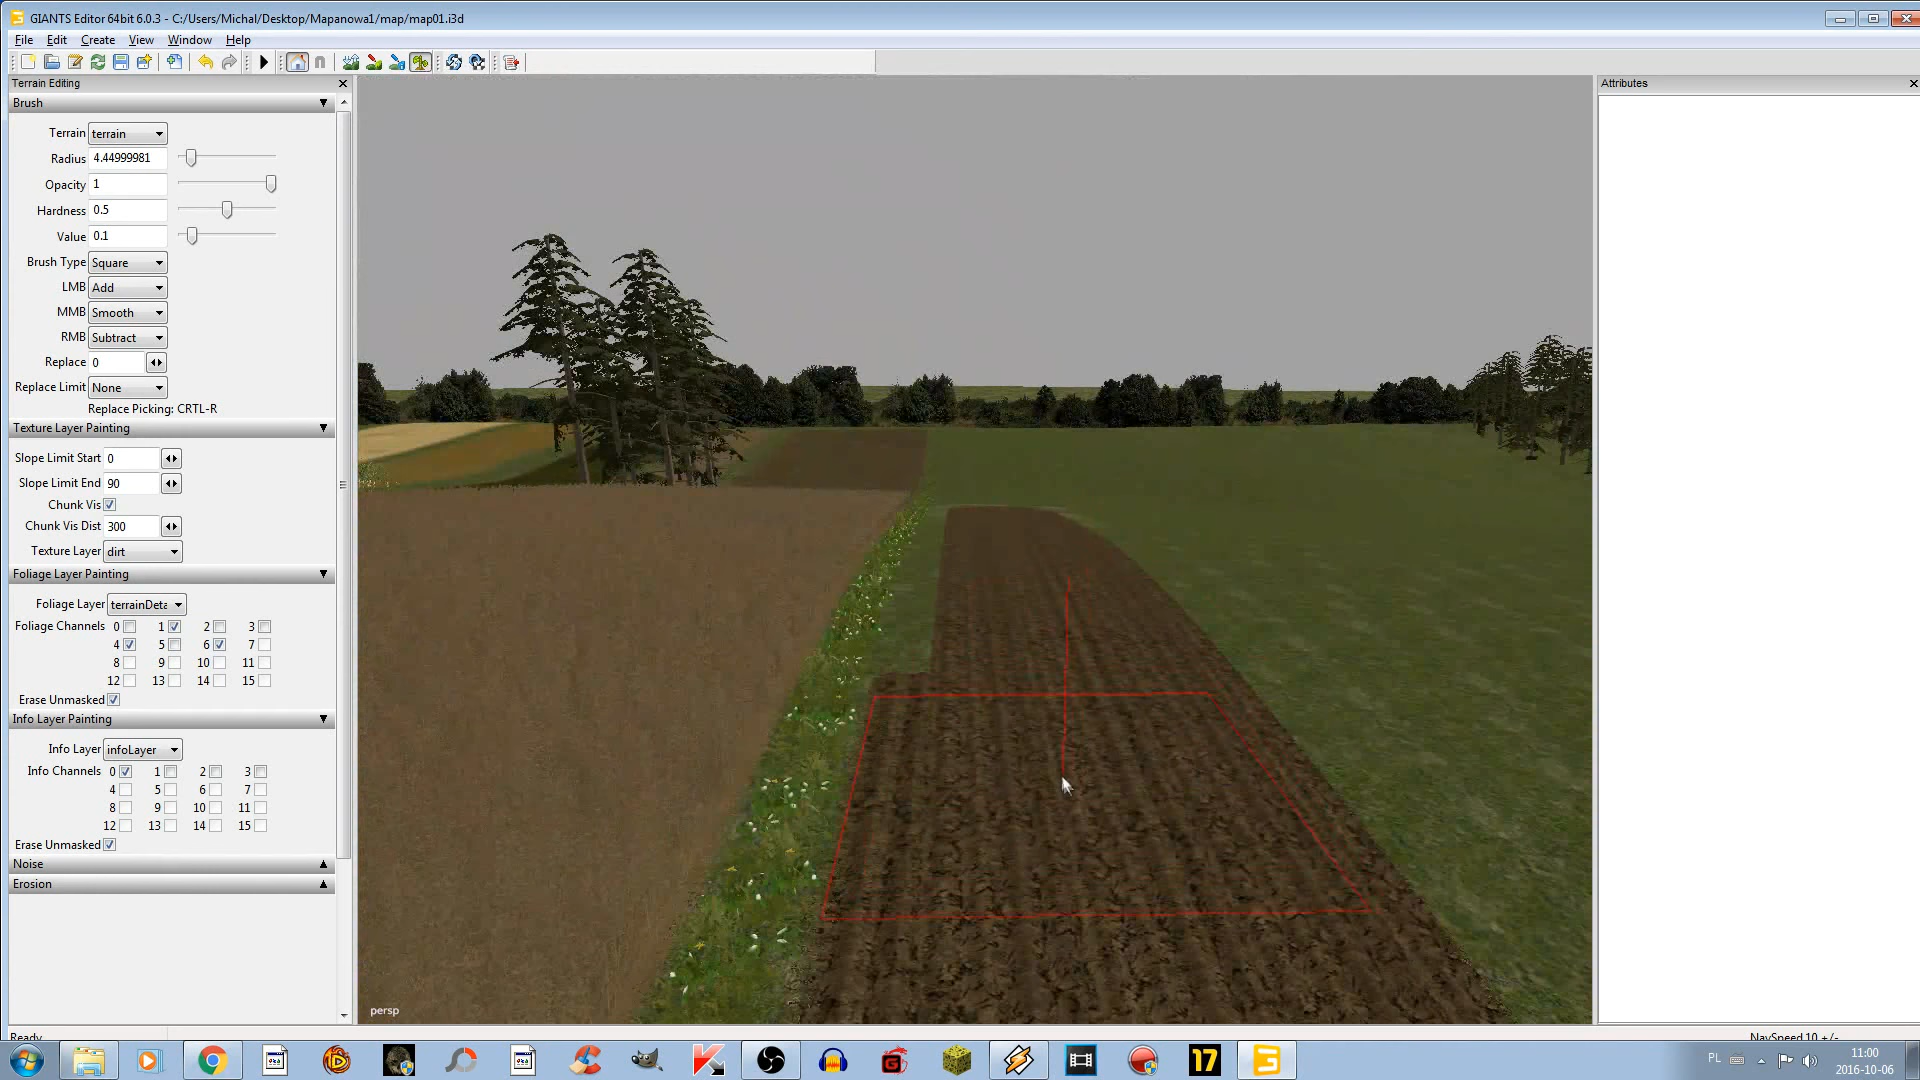 GIANTS Editor 64bit 6.0.3 - C:/Users/Michal/Desktop/Mapanowa1/map/map01.i3d
File Edit Create View Window Help
Terrain Editing
Attributes
Brush
Terrain terrain
Radius 4.44999981
Opacity 1
Hardness 0.5
Value 0.1
Brush Type Square
LMB Add
MMB Smooth
RMB Subtract
Replace 0
Replace Limit None
Replace Picking: CRTL-R
Texture Layer Painting
Slope Limit Start 0
Slope Limit End 90
Chunk Vis
Chunk Vis Dist 300
Texture Layer dirt
Foliage Layer Painting
Foliage Layer terrainDeta
Foliage Channels 0 1 2 3
4 5 6 7
8 9 10 11
12 13 14 15
Erase Unmasked
Info Layer Painting
Info Layer infoLayer
Info Channels 0 1 2 3
4 5 6 7
8 9 10 11
12 13 14 15
Erase Unmasked
Noise
Erosion
persp
Ready
NavSpeed 10 +/-
17
PL
11:00
2016-10-06